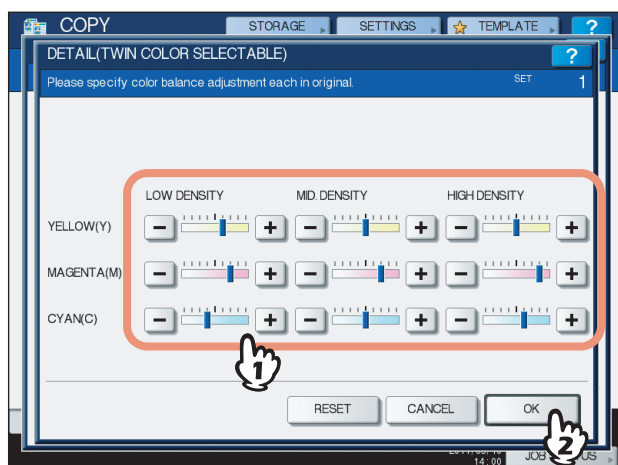 COPY STORAGE SETTINGS TEMPLATE ?
DETAIL(TWIN COLOR SELECTABLE) ?
Please specify color balance adjustment each in original. SET 1
LOW DENSITY MID. DENSITY HIGH DENSITY
YELLOW(Y) − + − + − +
MAGENTA(M) − + − + − +
CYAN(C) − + − + − +
1
RESET CANCEL OK
2
14:00 JOB